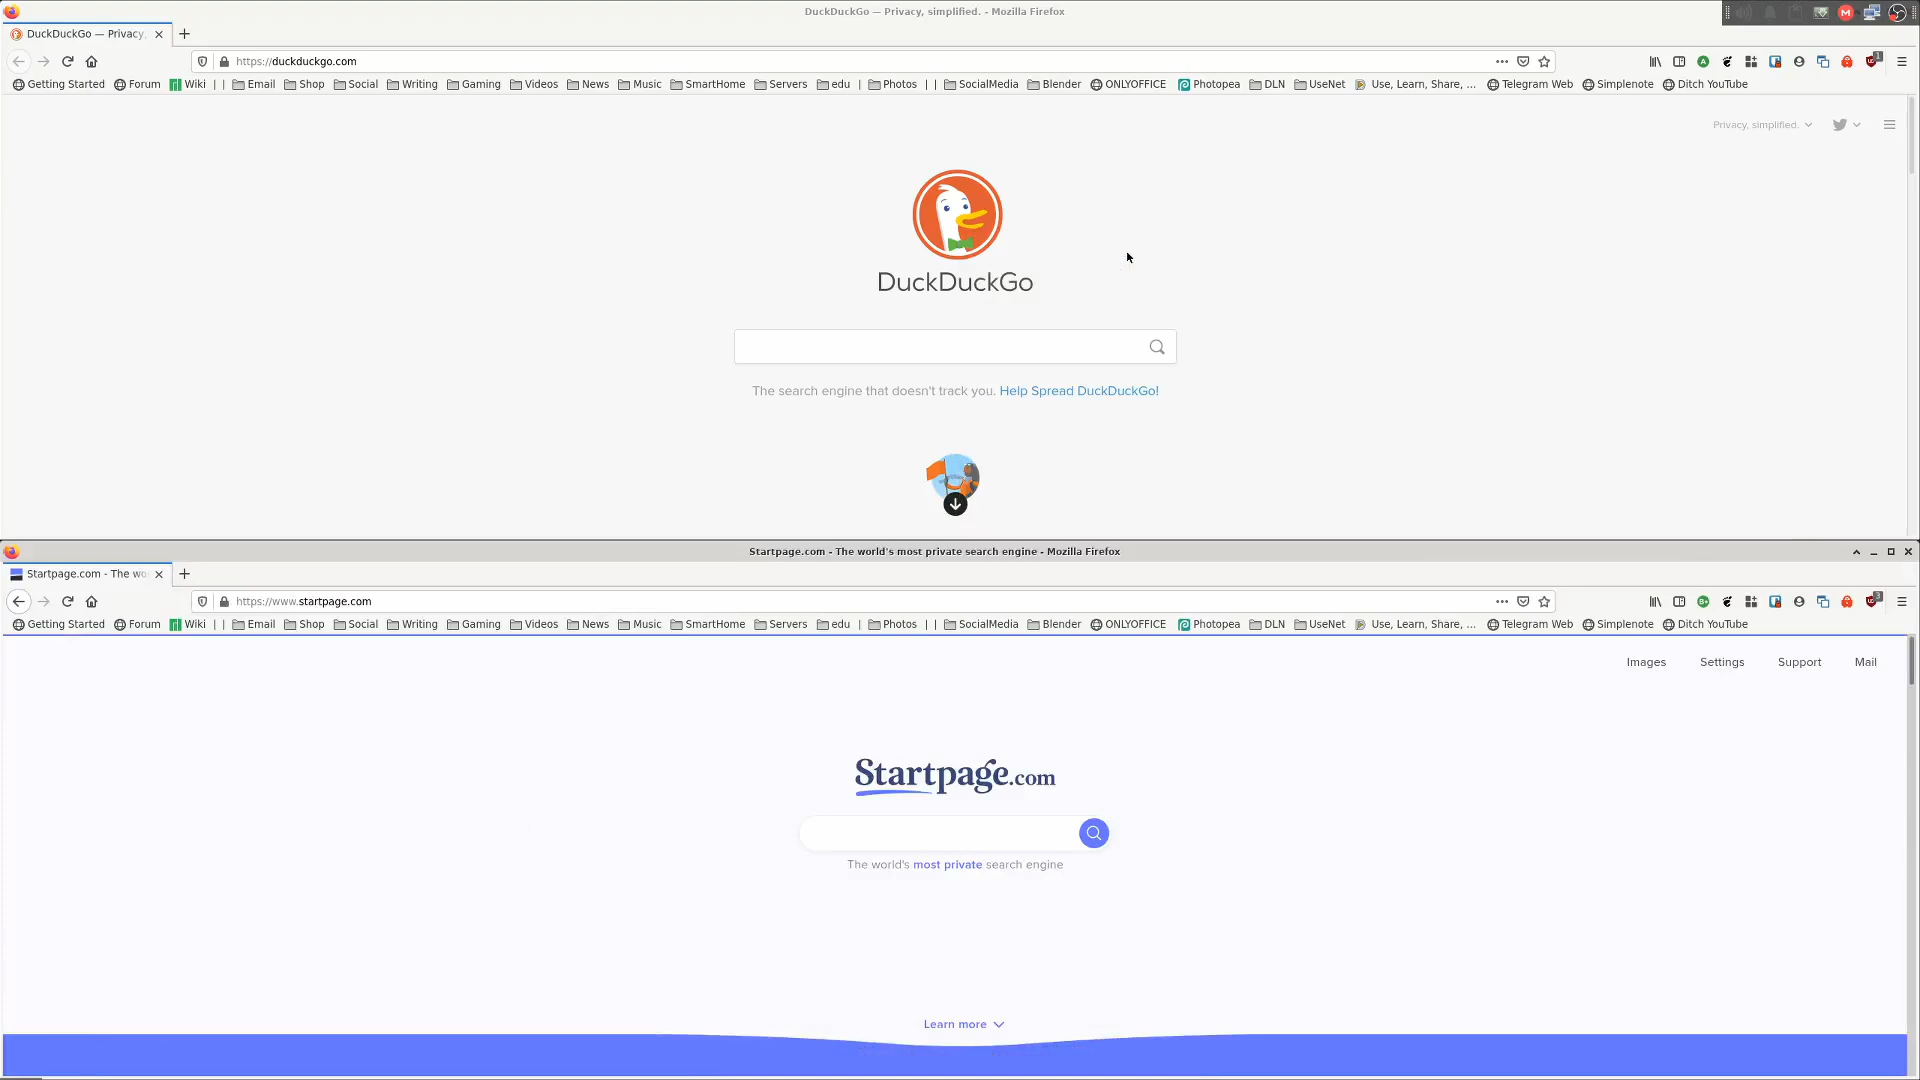 DuckDuckGo — Privacy, simplified. - Mozilla Firefox
DuckDuckGo — Privacy,
https://duckduckgo.com
Getting Started Forum Wiki | | Email Shop Social Writing Gaming Videos News Music SmartHome Servers edu | Photos | | SocialMedia Blender ONLYOFFICE Photopea DLN UseNet Use, Learn, Share, ... Telegram Web Simplenote Ditch YouTube
Privacy, simplified.
DuckDuckGo
The search engine that doesn't track you. Help Spread DuckDuckGo!
Startpage.com - The world's most private search engine - Mozilla Firefox
Startpage.com - The wo
https://www.startpage.com
Getting Started Forum Wiki | | Email Shop Social Writing Gaming Videos News Music SmartHome Servers edu | Photos | | SocialMedia Blender ONLYOFFICE Photopea DLN UseNet Use, Learn, Share, ... Telegram Web Simplenote Ditch YouTube
Images Settings Support Mail
Startpage.com
The world's most private search engine
Learn more